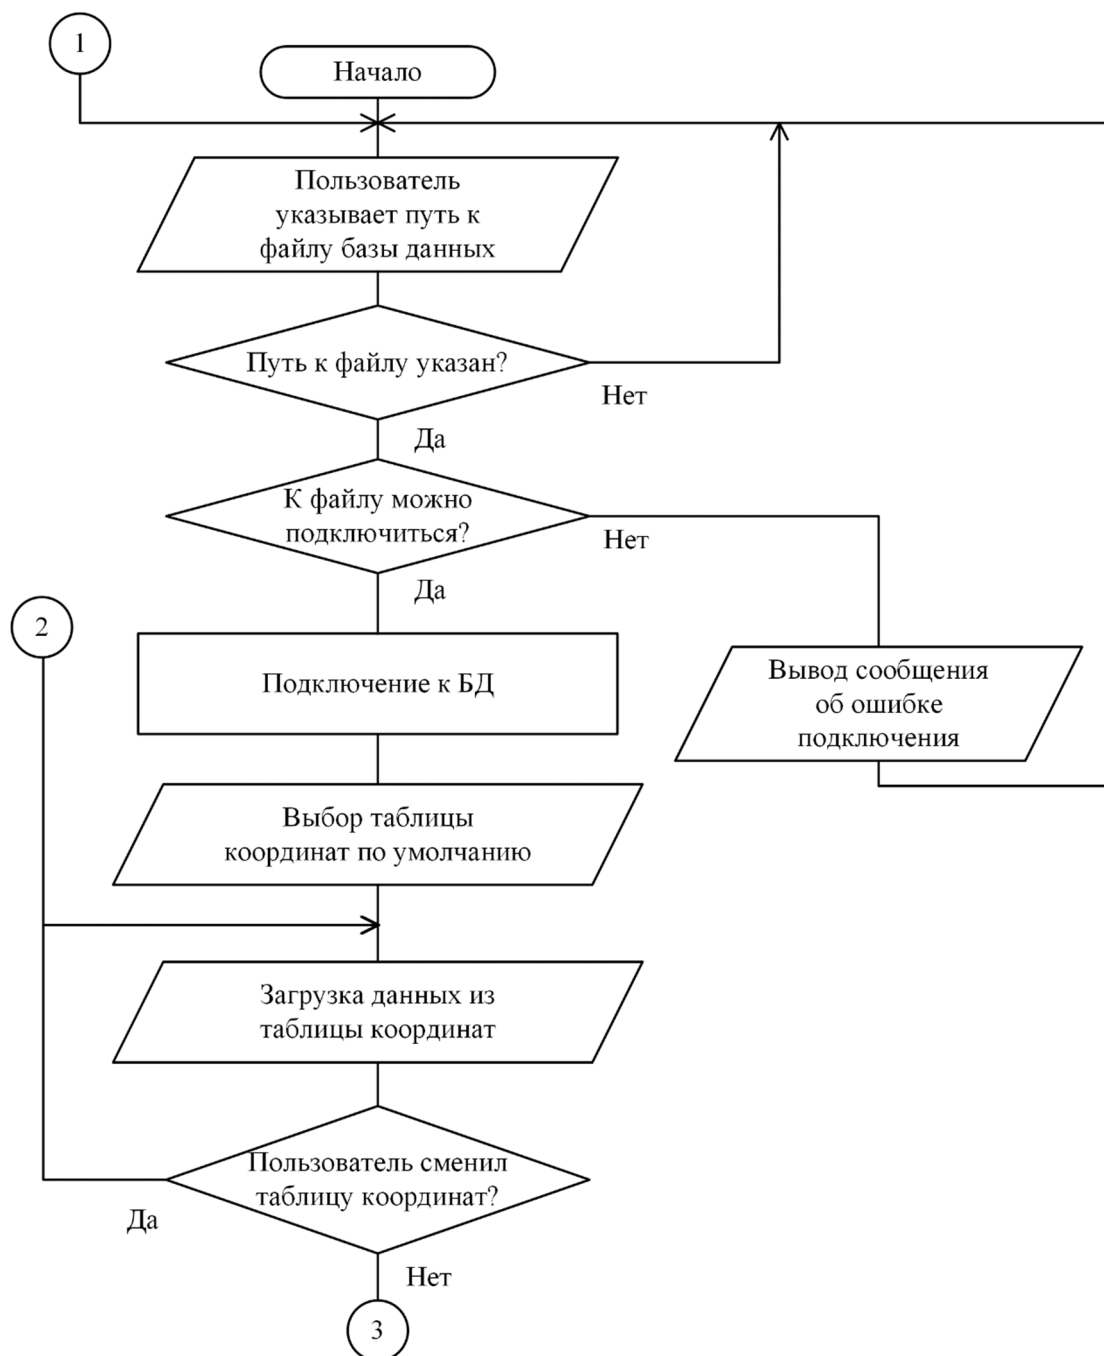 1
Начало
Пользователь
указывает путь к
файлу базы данных
Путь к файлу указан?
Нет
Да
К файлу можно
подключиться?
Нет
Да
2
Подключение к БД
Вывод сообщения
об ошибке
подключения
Выбор таблицы
координат по умолчанию
Загрузка данных из
таблицы координат
Пользователь сменил
таблицу координат?
Да
Нет
3